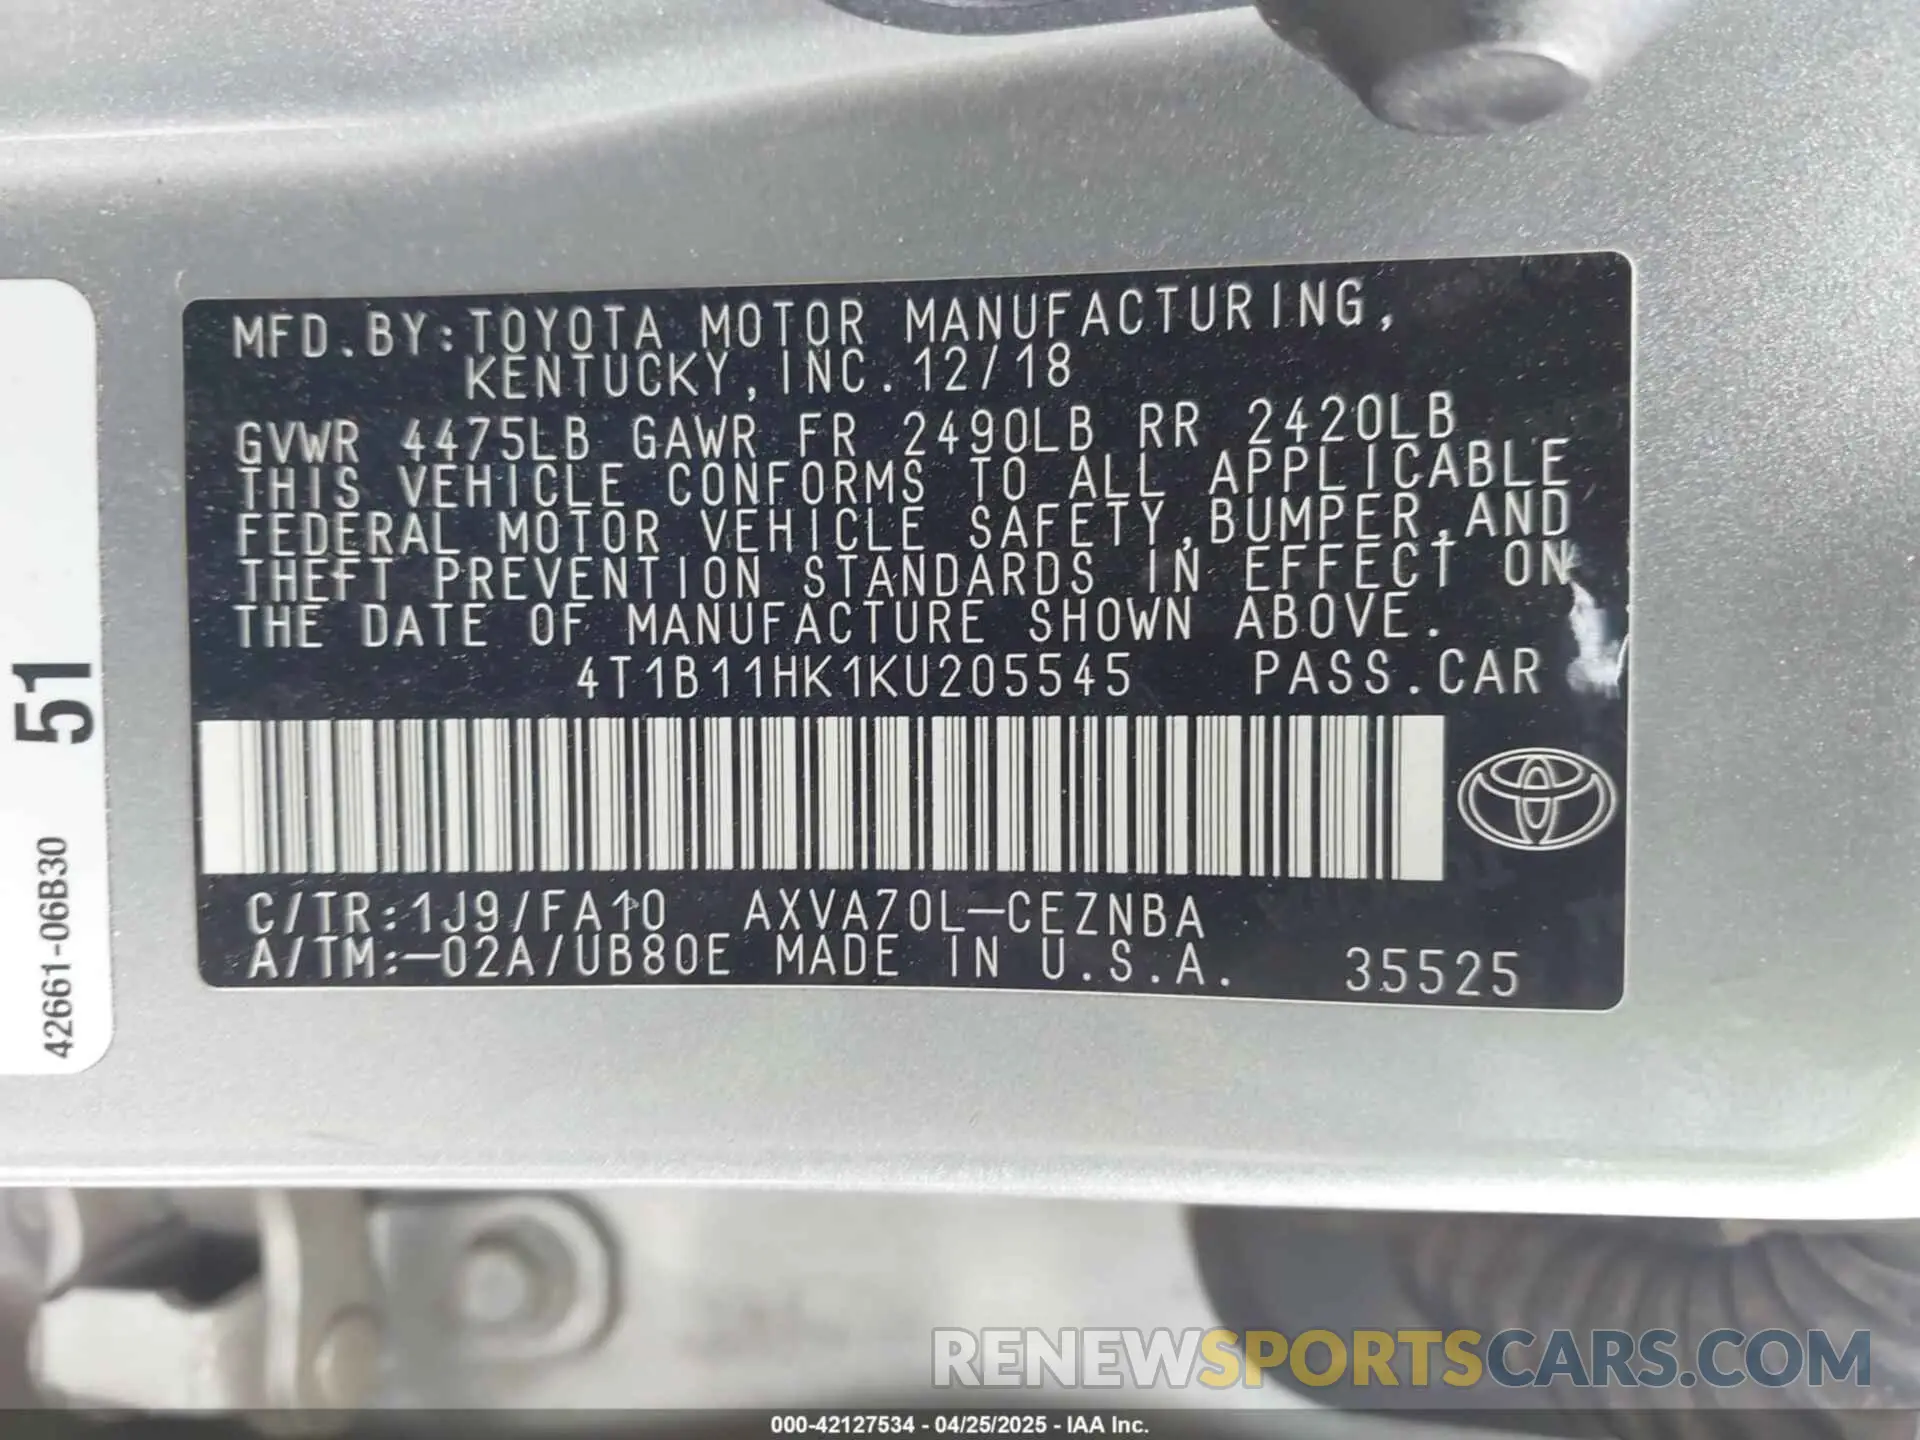 MFD.BY:TOYOTA MOTOR MANUFACTURING,
KENTUCKY,INC.12/18
GVWR 4475LB GAWR FR 2490LB RR 2420LB
THIS VEHICLE CONFORMS TO ALL APPLICABLE
FEDERAL MOTOR VEHICLE SAFETY,BUMPER,AND
THEFT PREVENTION STANDARDS IN EFFECT ON
THE DATE OF MANUFACTURE SHOWN ABOVE.
4T1B11HK1KU205545 PASS.CAR
C/TR:1J9/FA10 AXVA70L-CEZNBA
A/TM:-02A/UB80E MADE IN U.S.A. 35525
51
42661-06B30
RENEWSPORTSCARS.COM
000-42127534 - 04/25/2025 - IAA Inc.